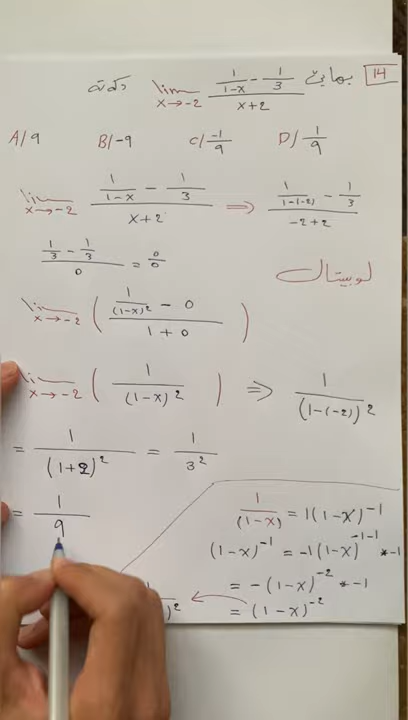 14 بهايێ lim x→-2 (1/(1-x) - 1/3)/(x+2) دكەتە
A/ 9 B/ -9 C/ -1/9 D/ 1/9
lim x→-2 (1/(1-x) - 1/3)/(x+2) ⇒ (1/(1-(-2)) - 1/3)/(-2+2)
(1/3 - 1/3)/0 = 0/0
لوبيتال
lim x→-2 ( (1/(1-x)² - 0)/(1+0) )
lim x→-2 ( 1/(1-x)² ) ⇒ 1/(1-(-2))²
= 1/(1+2)² = 1/3²
= 1/9
1/(1-x) = 1(1-x)⁻¹
(1-x)⁻¹ = -1(1-x)⁻¹⁻¹ * -1
= -(1-x)⁻² * -1
= (1-x)⁻²